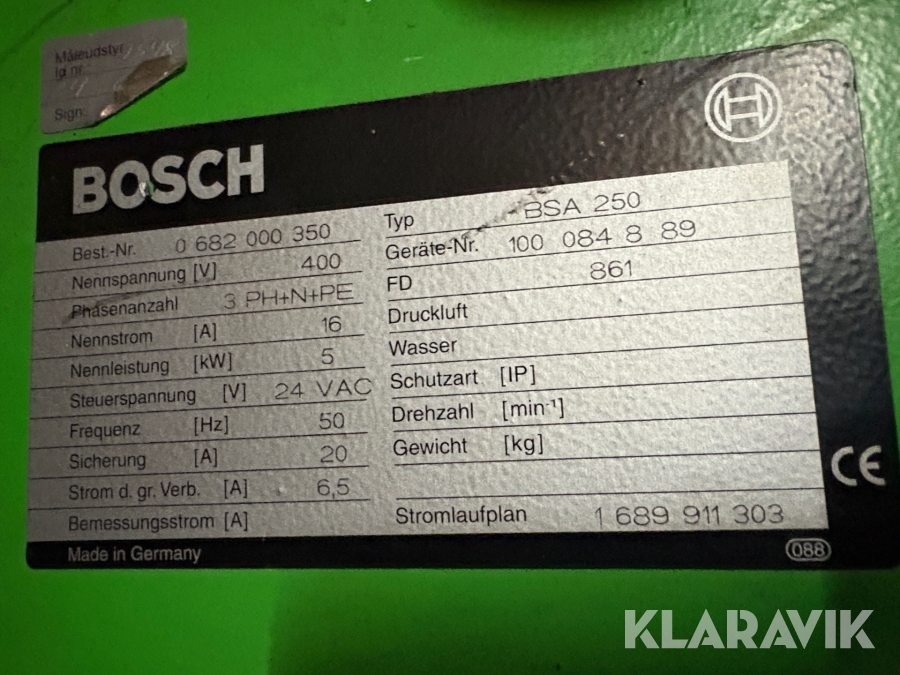 Måleudstyr
lg nr.
Sign:
BOSCH
Best.-Nr. 0 682 000 350
Nennspannung [V] 400
Phasenanzahl 3 PH+N+PE
Nennstrom [A] 16
Nennleistung [kW] 5
Steuerspannung [V] 24 VAC
Frequenz [Hz] 50
Sicherung [A] 20
Strom d. gr. Verb. [A] 6,5
Bemessungsstrom [A]
Made in Germany
Typ BSA 250
Geräte-Nr. 100 084 8 89
FD 861
Druckluft
Wasser
Schutzart [IP]
Drehzahl [min⁻¹]
Gewicht [kg]
Stromlaufplan 1 689 911 303
CE
088
KLARAVIK